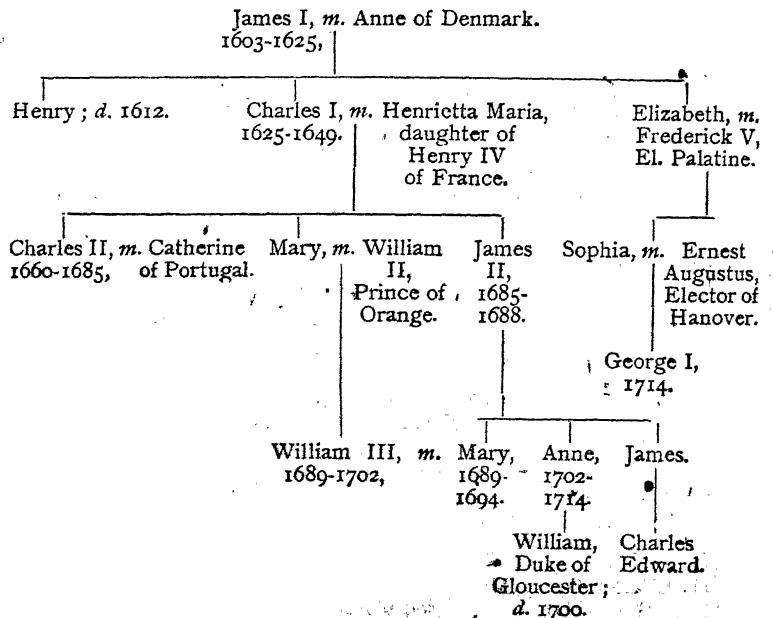 James I, m. Anne of Denmark.
1603-1625,
Henry; d. 1612.
Charles I, m. Henrietta Maria,
1625-1649. daughter of
Henry IV
of France.
Elizabeth, m.
Frederick V,
El. Palatine.
Charles II, m. Catherine
1660-1685, of Portugal.
Mary, m. William
II,
Prince of
Orange.
James
II,
1685-
1688.
Sophia, m. Ernest
Augustus,
Elector of
Hanover.
George I,
1714.
William III, m. Mary,
1689-1702, 1689-
1694.
Anne,
1702-
1714.
James.
William,
Duke of
Gloucester;
d. 1700.
Charles
Edward.